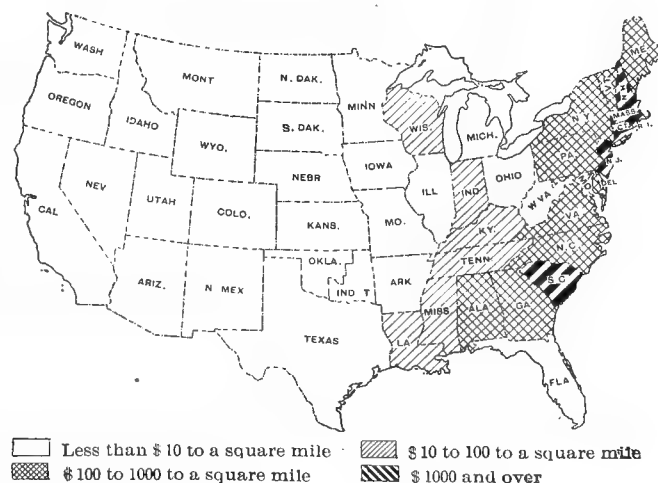 WASH
MONT
N. DAK.
MINN
ME
OREGON
IDAHO
WYO.
S. DAK.
WIS.
MICH.
N.Y.
MASS
CT.
R I.
NEBR
IOWA
PA.
N.J.
NEV
UTAH
COLO.
KANS.
MO.
ILL
IND
OHIO
W VA
DEL
VA.
CAL
KY.
ARIZ.
N MEX
OKLA.
IND T
ARK
TENN
N.C.
S.C.
TEXAS
LA.
MISS
ALA
GA.
FLA
Less than $10 to a square mile
$10 to 100 to a square mile
$100 to 1000 to a square mile
$1000 and over